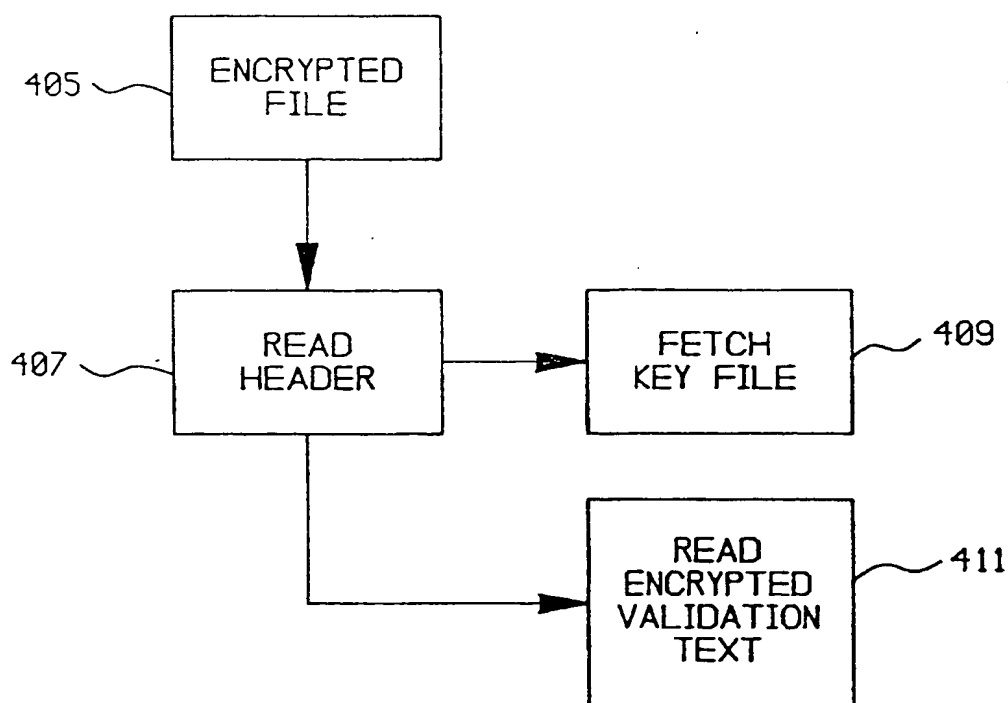 405
ENCRYPTED
FILE
407
READ
HEADER
FETCH
KEY FILE
409
READ
ENCRYPTED
VALIDATION
TEXT
411